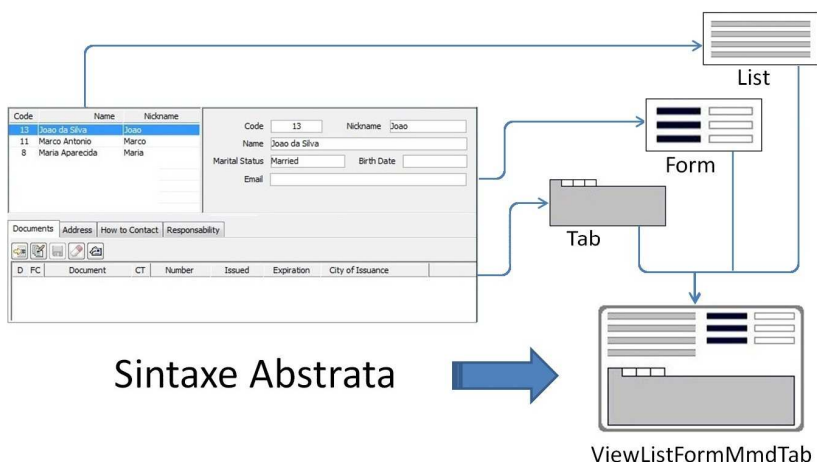 List
Code Name Nickname
13 Joao da Silva Joao
11 Marco Antonio Marco
8 Maria Aparecida Maria
Code 13 Nickname Joao
Name Joao da Silva
Marital Status Married Birth Date
Email
Form
Documents Address How to Contact Responsability
Tab
D FC Document CT Number Issued Expiration City of Issuance
Sintaxe Abstrata
ViewListFormMmdTab